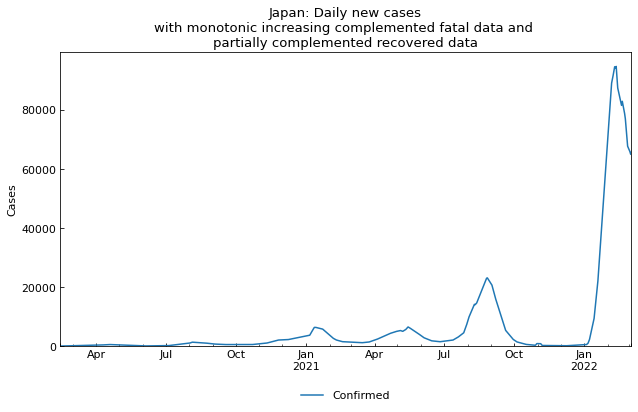 Japan: Daily new cases
with monotonic increasing complemented fatal data and
partially complemented recovered data
Cases
80000
60000
40000
20000
0
Apr
Jul
Oct
Jan
2021
Apr
Jul
Oct
Jan
2022
Confirmed